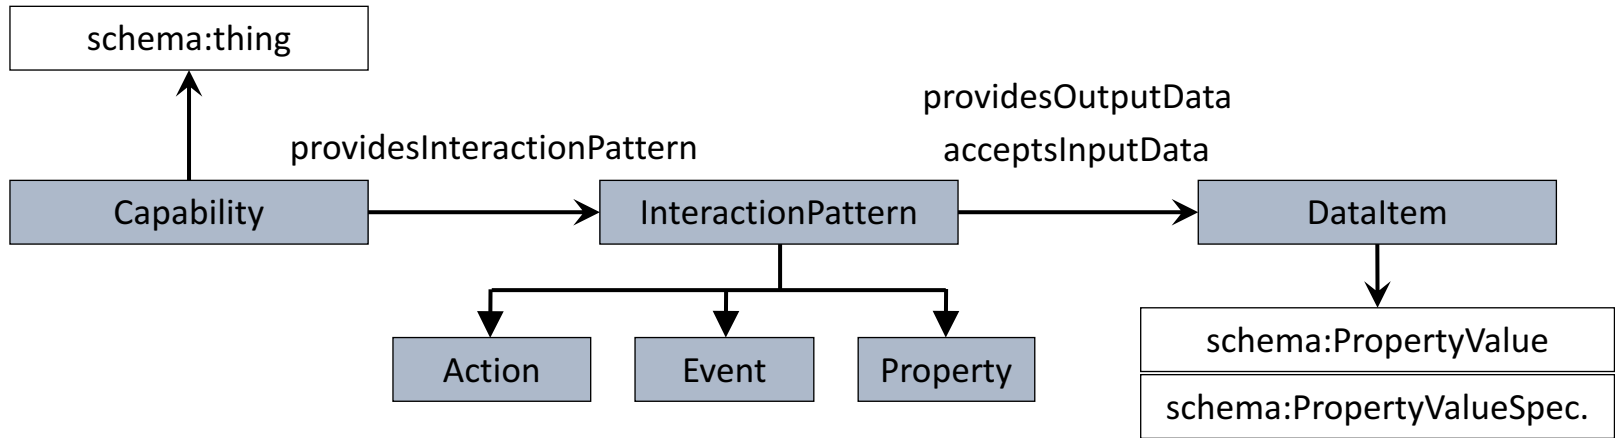 schema:thing
providesOutputData
providesInteractionPattern
acceptsInputData
Capability
InteractionPattern
DataItem
Action
Event
Property
schema:PropertyValue
schema:PropertyValueSpec.